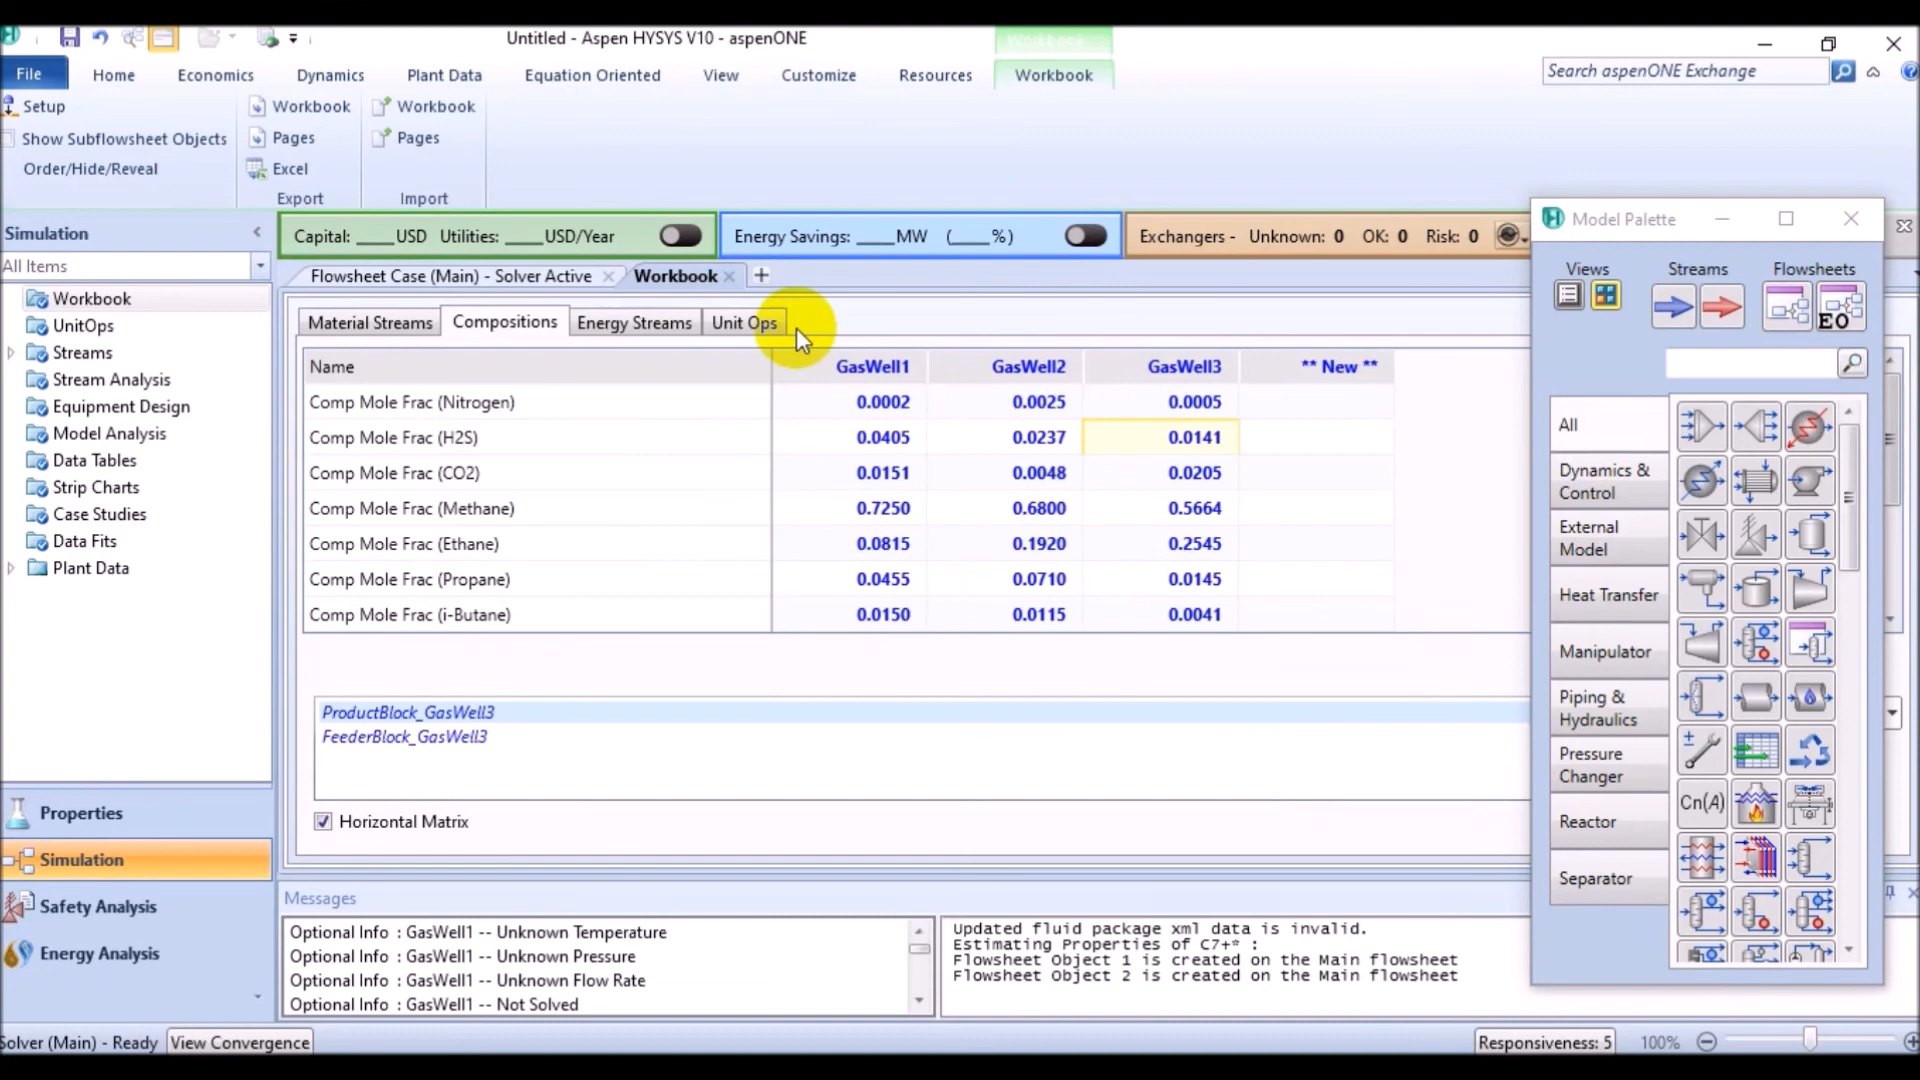 Untitled - Aspen HYSYS V10 - aspenONE
File Home Economics Dynamics Plant Data Equation Oriented View Customize Resources Workbook
Search aspenONE Exchange
Setup
Show Subflowsheet Objects
Order/Hide/Reveal
Workbook
Pages
Excel
Export
Workbook
Pages
Import
Simulation
All Items
Workbook
UnitOps
Streams
Stream Analysis
Equipment Design
Model Analysis
Data Tables
Strip Charts
Case Studies
Data Fits
Plant Data
Properties
Simulation
Safety Analysis
Energy Analysis
Capital: ____USD Utilities: ____USD/Year
Energy Savings: ____MW (____%)
Exchangers - Unknown: 0 OK: 0 Risk: 0
Flowsheet Case (Main) - Solver Active Workbook
Material Streams Compositions Energy Streams Unit Ops
Name GasWell1 GasWell2 GasWell3 ** New **
Comp Mole Frac (Nitrogen) 0.0002 0.0025 0.0005
Comp Mole Frac (H2S) 0.0405 0.0237 0.0141
Comp Mole Frac (CO2) 0.0151 0.0048 0.0205
Comp Mole Frac (Methane) 0.7250 0.6800 0.5664
Comp Mole Frac (Ethane) 0.0815 0.1920 0.2545
Comp Mole Frac (Propane) 0.0455 0.0710 0.0145
Comp Mole Frac (i-Butane) 0.0150 0.0115 0.0041
ProductBlock_GasWell3
FeederBlock_GasWell3
Horizontal Matrix
Messages
Optional Info : GasWell1 -- Unknown Temperature
Optional Info : GasWell1 -- Unknown Pressure
Optional Info : GasWell1 -- Unknown Flow Rate
Optional Info : GasWell1 -- Not Solved
Updated fluid package xml data is invalid.
Estimating Properties of C7+* :
Flowsheet Object 1 is created on the Main flowsheet
Flowsheet Object 2 is created on the Main flowsheet
Model Palette
Views Streams Flowsheets
EO
All
Dynamics &
Control
External
Model
Heat Transfer
Manipulator
Piping &
Hydraulics
Pressure
Changer
Reactor
Separator
Cn(A)
Solver (Main) - Ready View Convergence
Responsiveness: 5 100%